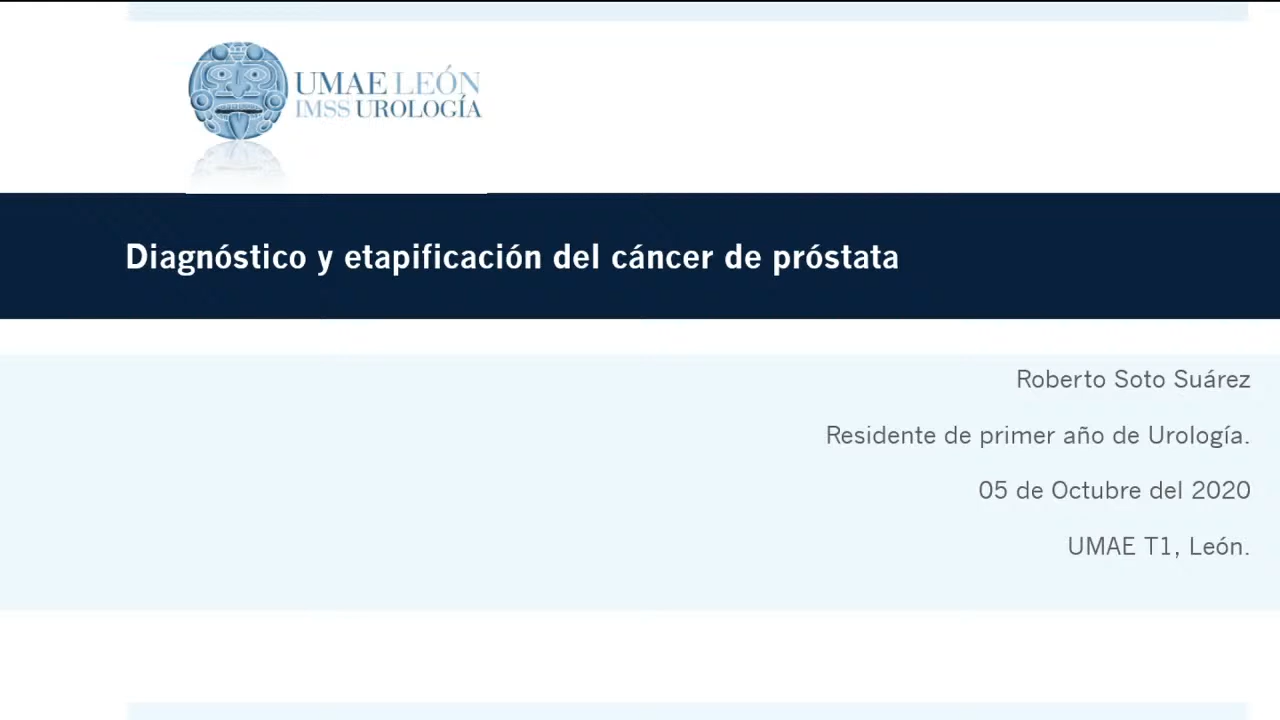 UMAE LEÓN
IMSS UROLOGÍA
Diagnóstico y etapificación del cáncer de próstata
Roberto Soto Suárez
Residente de primer año de Urología.
05 de Octubre del 2020
UMAE T1, León.